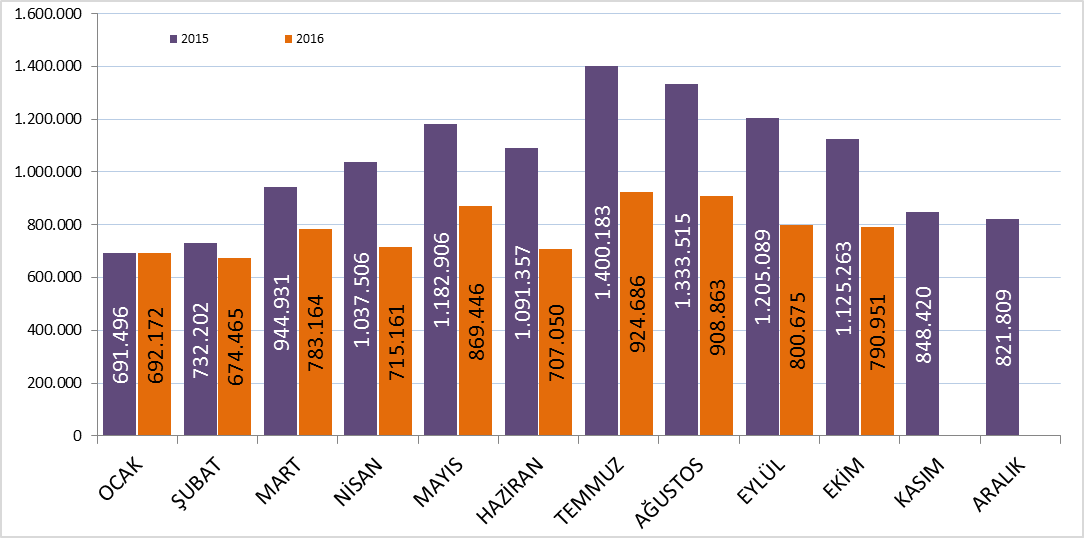 1.600.000
2015
2016
1.400.000
1.200.000
1.000.000
800.000
600.000
400.000
200.000
0
691.496
692.172
732.202
674.465
944.931
783.164
1.037.506
715.161
1.182.906
869.446
1.091.357
707.050
1.400.183
924.686
1.333.515
908.863
1.205.089
800.675
1.125.263
790.951
848.420
821.809
OCAK
ŞUBAT
MART
NİSAN
MAYIS
HAZİRAN
TEMMUZ
AĞUSTOS
EYLÜL
EKİM
KASIM
ARALIK